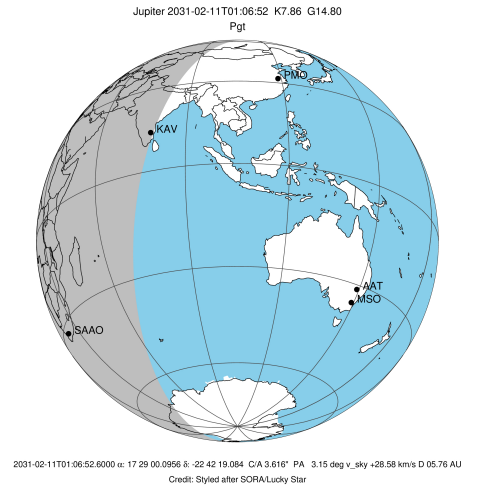 Jupiter 2031-02-11T01:06:52 K7.86 G14.80
Pgt
PMO
KAV
AAT
MSO
SAAO
2031-02-11T01:06:52.6000 α: 17 29 00.0956 δ: -22 42 19.084 C/A 3.616" PA 3.15 deg v_sky +28.58 km/s D 05.76 AU
Credit: Styled after SORA/Lucky Star